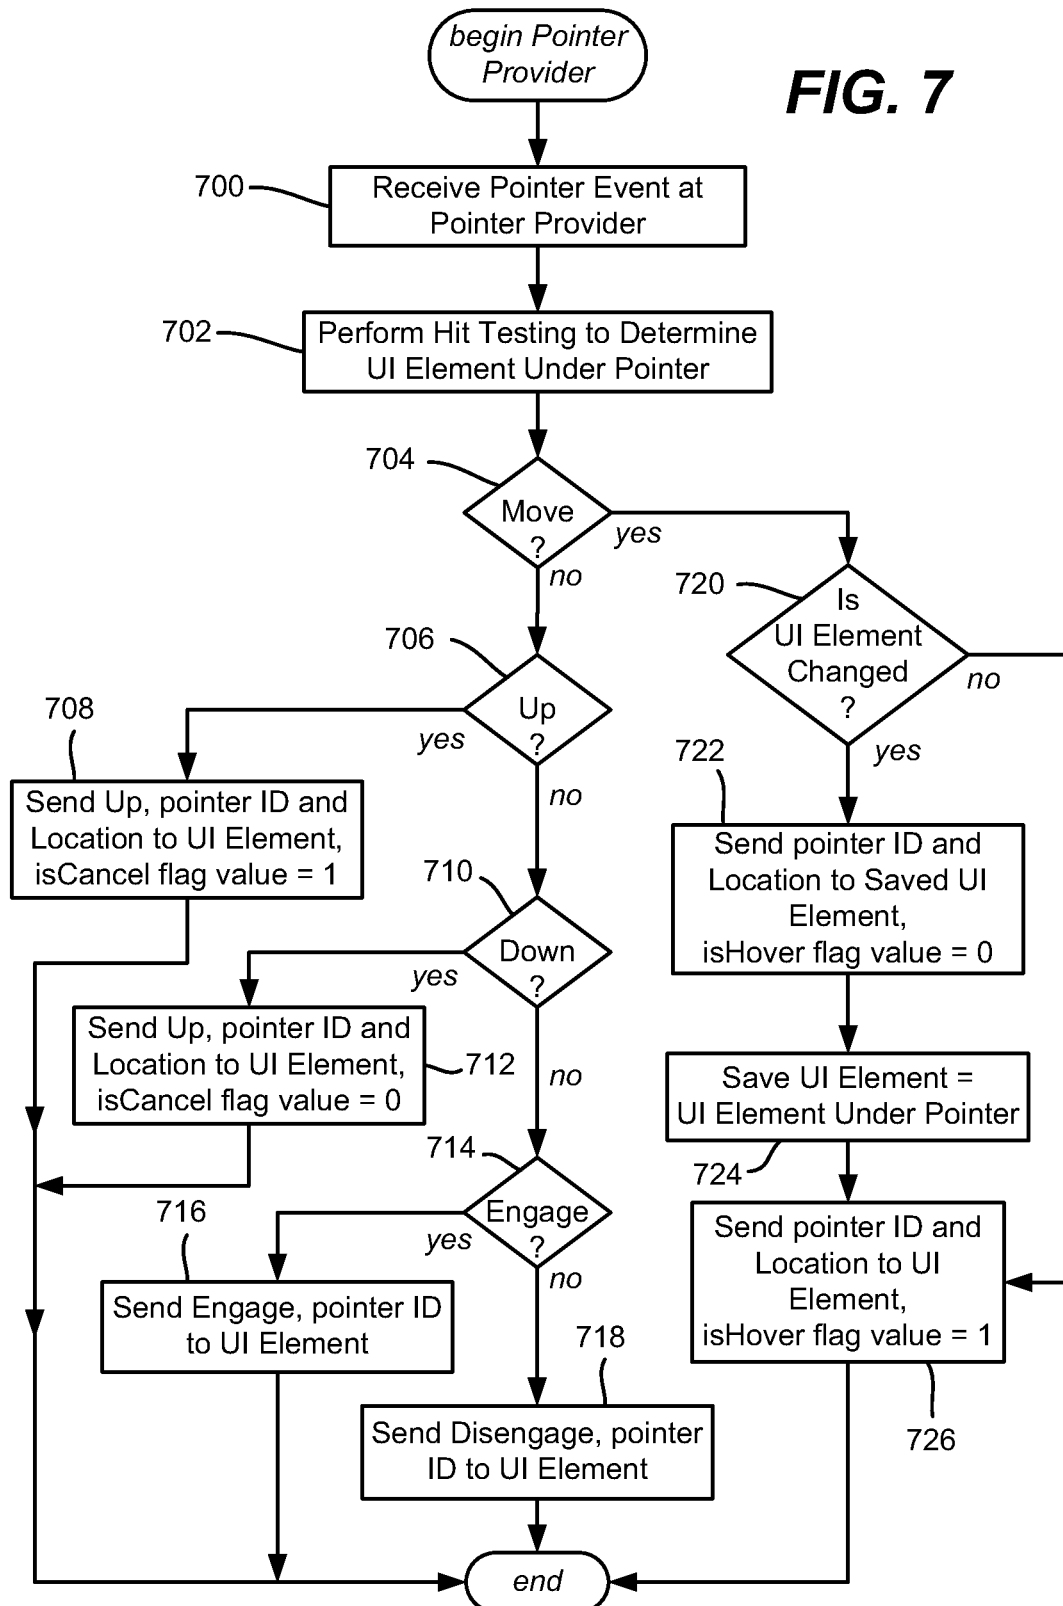 begin Pointer
Provider
FIG. 7
700
Receive Pointer Event at
Pointer Provider
702
Perform Hit Testing to Determine
UI Element Under Pointer
704
Move
?
yes
no
720
Is
UI Element
Changed
?
no
yes
706
Up
?
yes
no
708
Send Up, pointer ID and
Location to UI Element,
isCancel flag value = 1
722
Send pointer ID and
Location to Saved UI
Element,
isHover flag value = 0
710
Down
?
yes
no
Send Up, pointer ID and
Location to UI Element,
isCancel flag value = 0
712
Save UI Element =
UI Element Under Pointer
724
714
Engage
?
yes
no
716
Send Engage, pointer ID
to UI Element
Send pointer ID and
Location to UI
Element,
isHover flag value = 1
726
718
Send Disengage, pointer
ID to UI Element
end